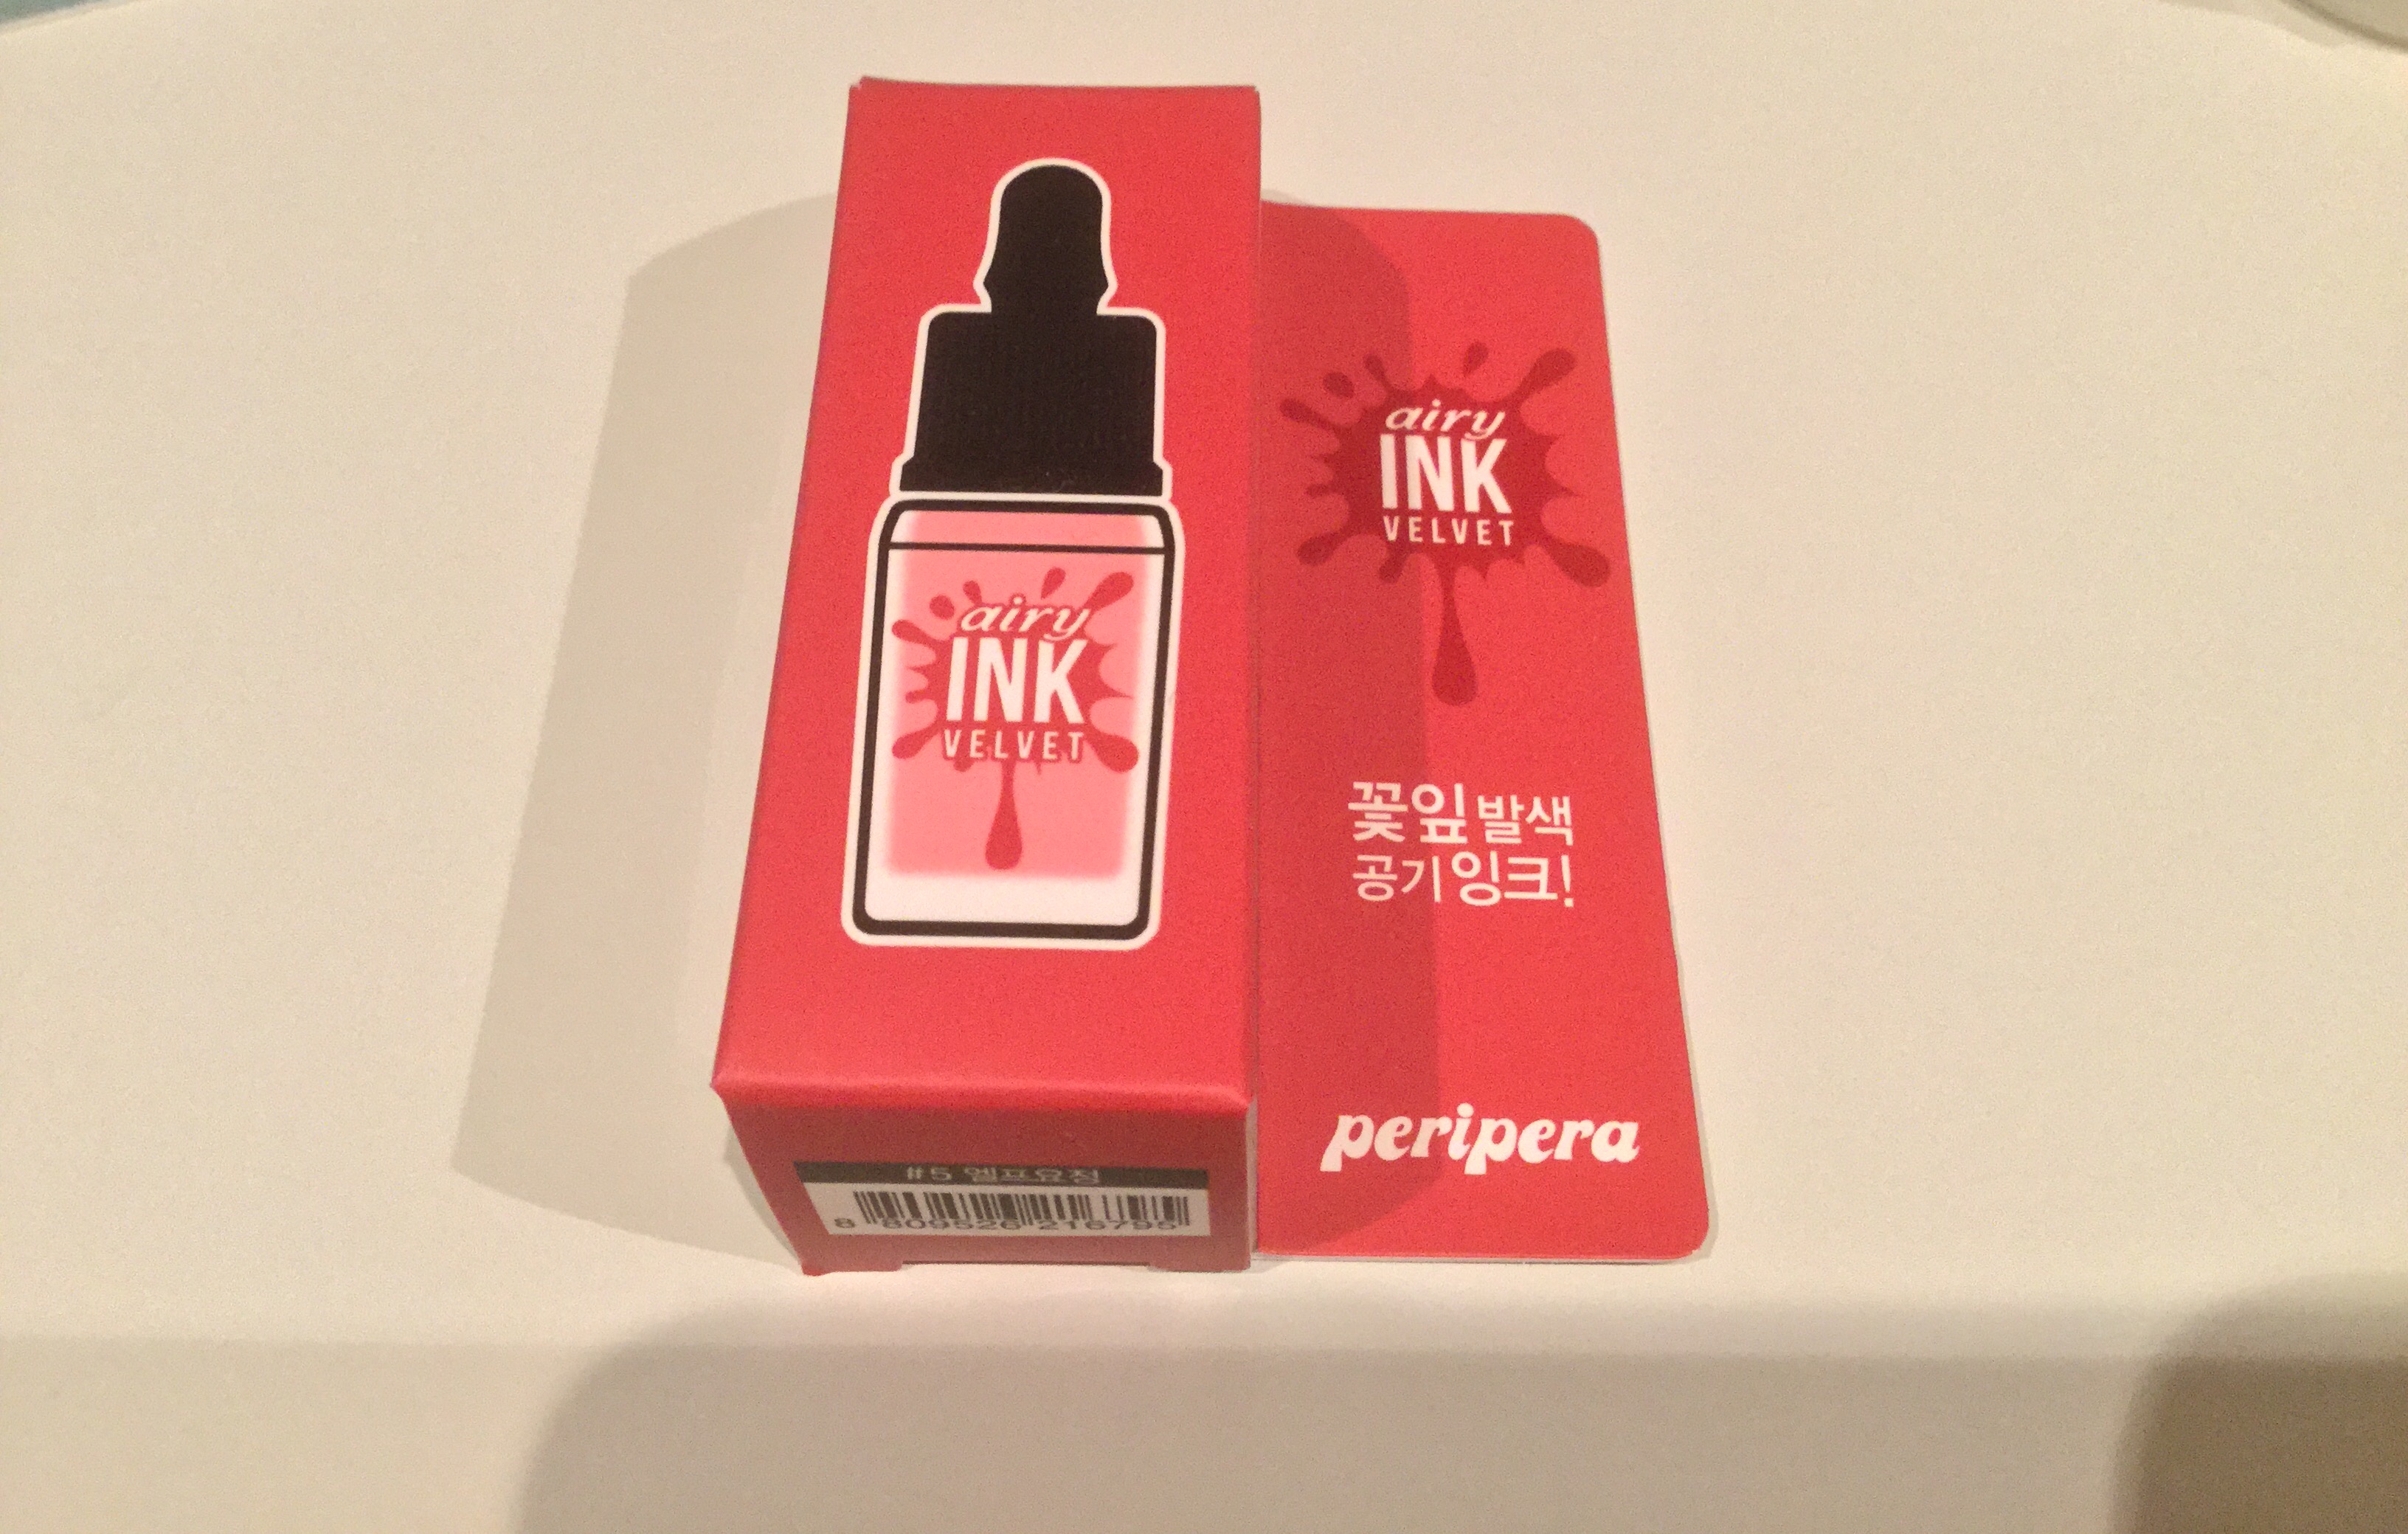 airy
INK
VELVET
#5 엘프요정
8 809526 216795
airy
INK
VELVET
꽃잎 발색
공기 잉크!
peripera